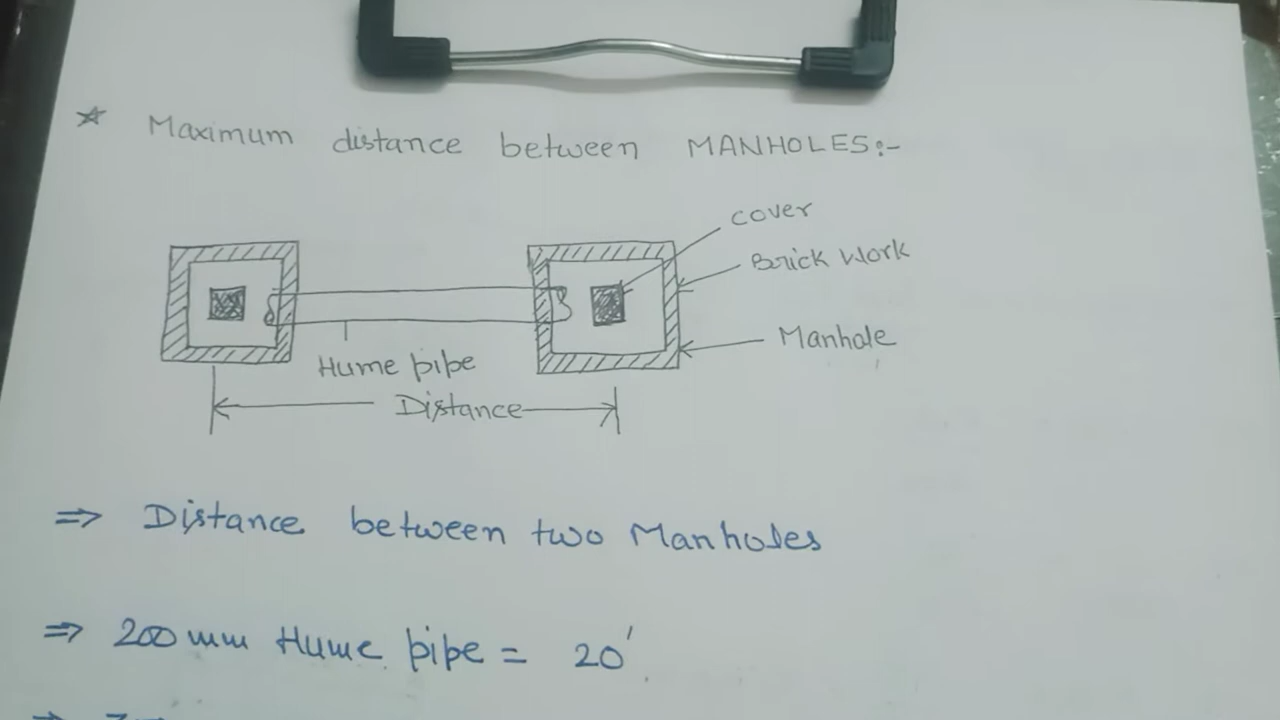 ☆ Maximum distance between MANHOLES:-
cover
Brick Work
Manhole
Hume pipe
Distance
⇒ Distance between two Manholes
⇒ 200 mm Hume pipe = 20'